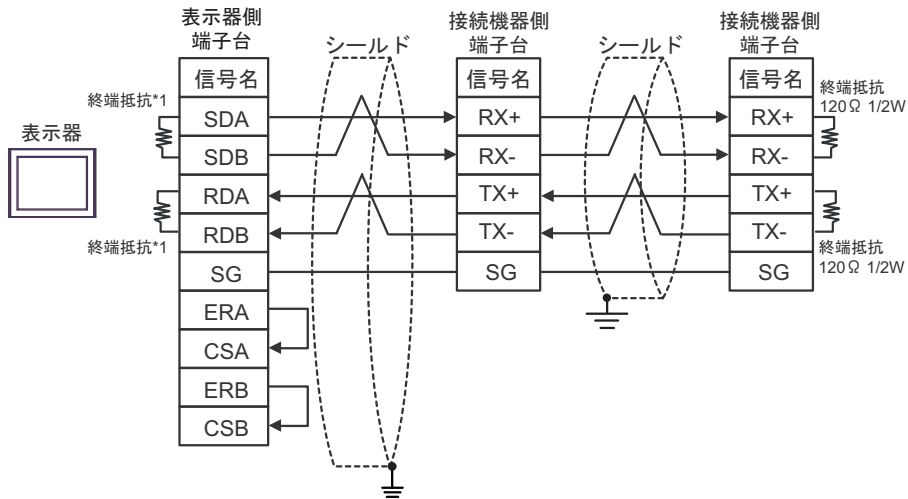 表示器
終端抵抗*1
終端抵抗*1
表示器側
端子台
信号名
SDA
SDB
RDA
RDB
SG
ERA
CSA
ERB
CSB
シールド
接続機器側
端子台
信号名
RX+
RX-
TX+
TX-
SG
シールド
接続機器側
端子台
信号名
RX+
RX-
TX+
TX-
SG
終端抵抗
120Ω 1/2W
終端抵抗
120Ω 1/2W